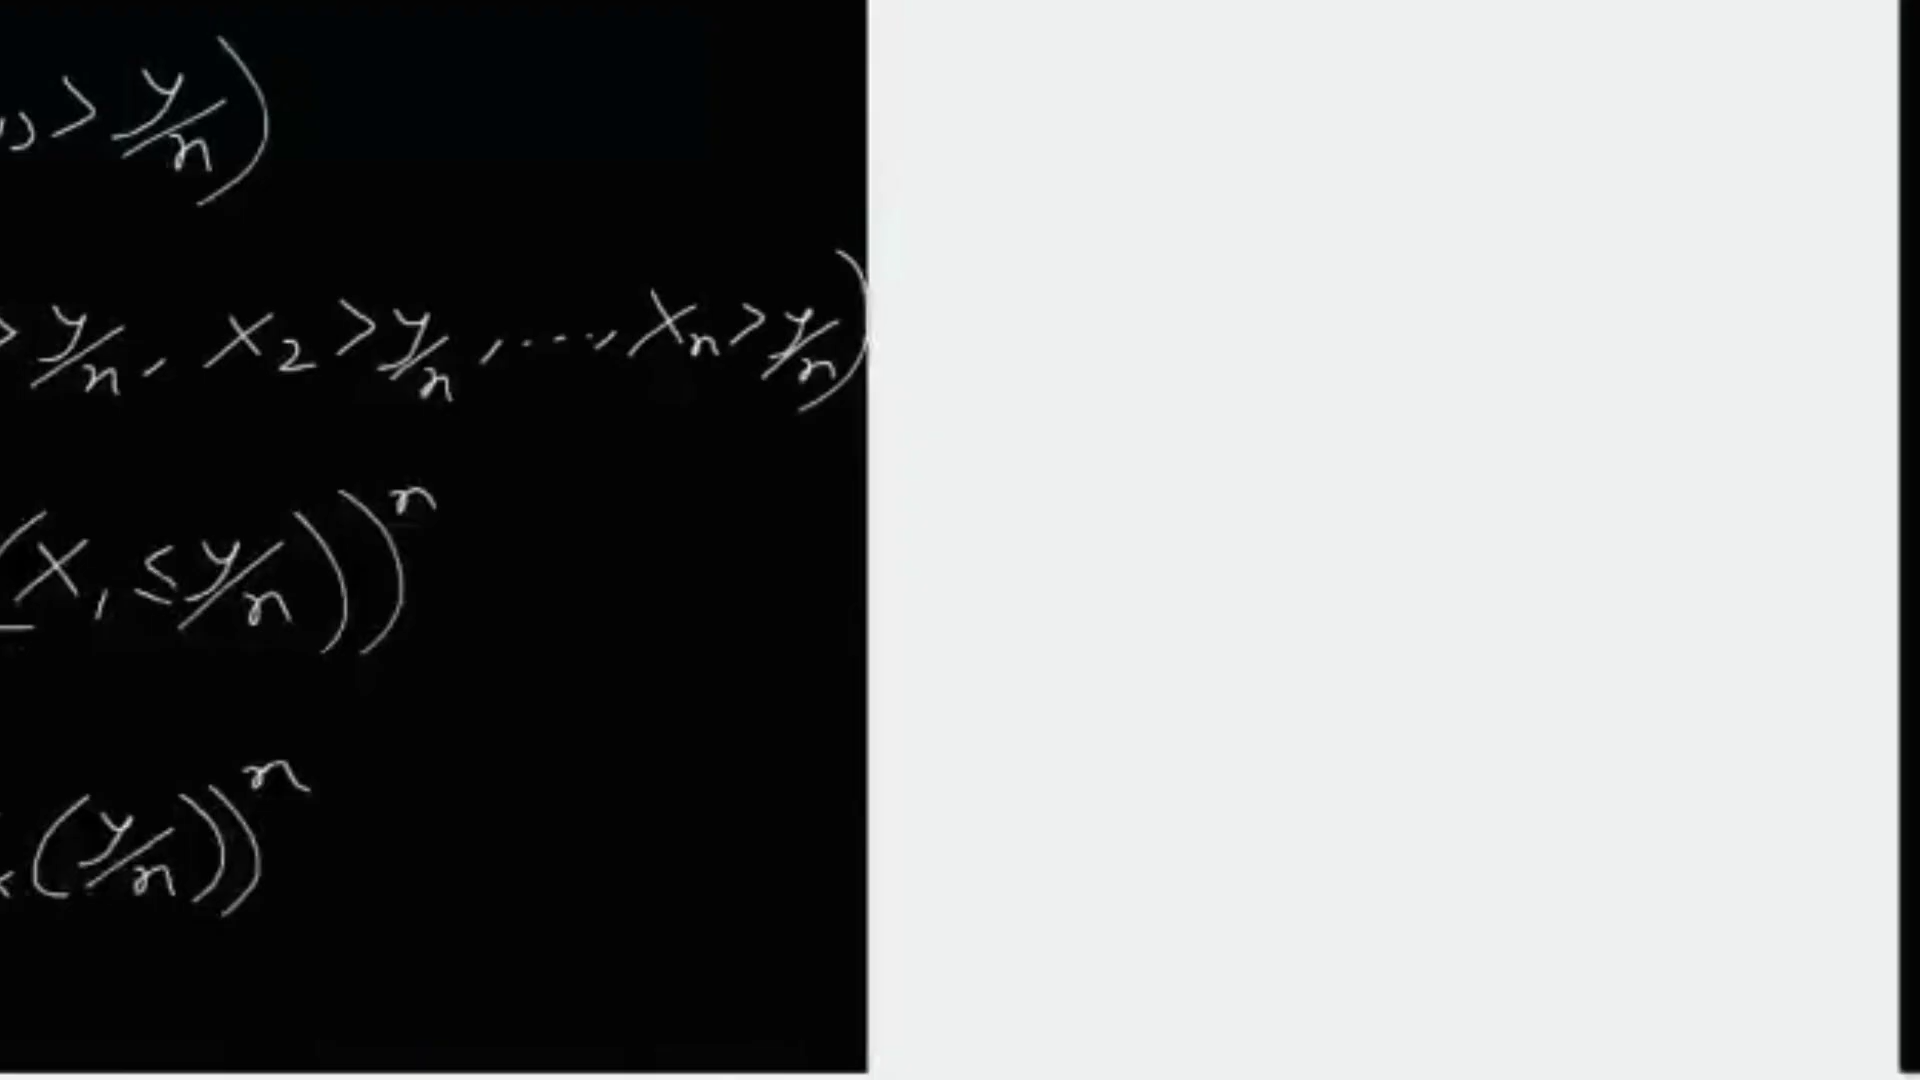 > y/n)
> y/n, X₂ > y/n, ..., Xₙ > y/n)
(X₁ ≤ y/n))ⁿ
(y/n))ⁿ